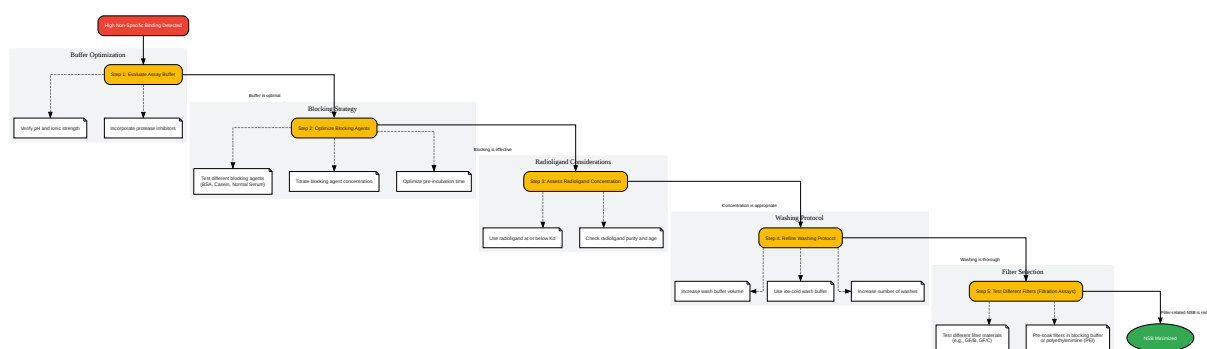 High Non-Specific Binding Detected
Buffer Optimization
Step 1: Evaluate Assay Buffer
Verify pH and ionic strength
Incorporate protease inhibitors
Buffer is optimal
Blocking Strategy
Step 2: Optimize Blocking Agents
Test different blocking agents
(BSA, Casein, Normal Serum)
Titrate blocking agent concentration
Optimize pre-incubation time
Blocking is effective
Radioligand Considerations
Step 3: Assess Radioligand Concentration
Use radioligand at or below Kd
Check radioligand purity and age
Concentration is appropriate
Washing Protocol
Step 4: Refine Washing Protocol
Increase wash buffer volume
Use ice-cold wash buffer
Increase number of washes
Washing is thorough
Filter Selection
Step 5: Test Different Filters (Filtration Assays)
Test different filter materials
(e.g., GF/B, GF/C)
Pre-soak filters in blocking buffer
or polyethylenimine (PEI)
Filter-related NSB is red
NSB Minimized